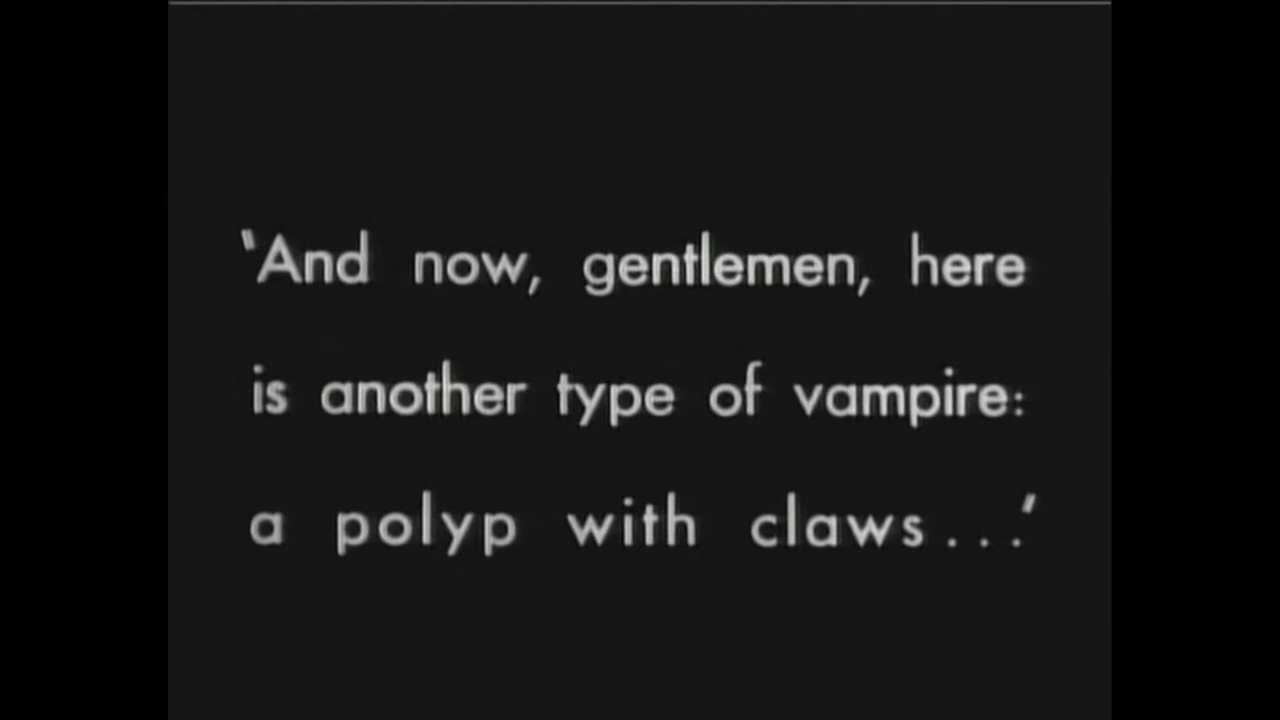 ‛And now, gentlemen, here
is another type of vampire:
a polyp with claws...’